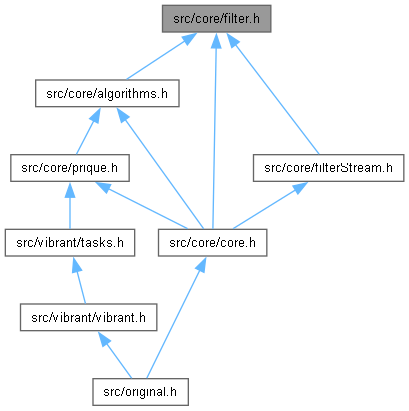 src/core/filter.h
src/core/algorithms.h
src/core/prique.h
src/core/filterStream.h
src/vibrant/tasks.h
src/core/core.h
src/vibrant/vibrant.h
src/original.h